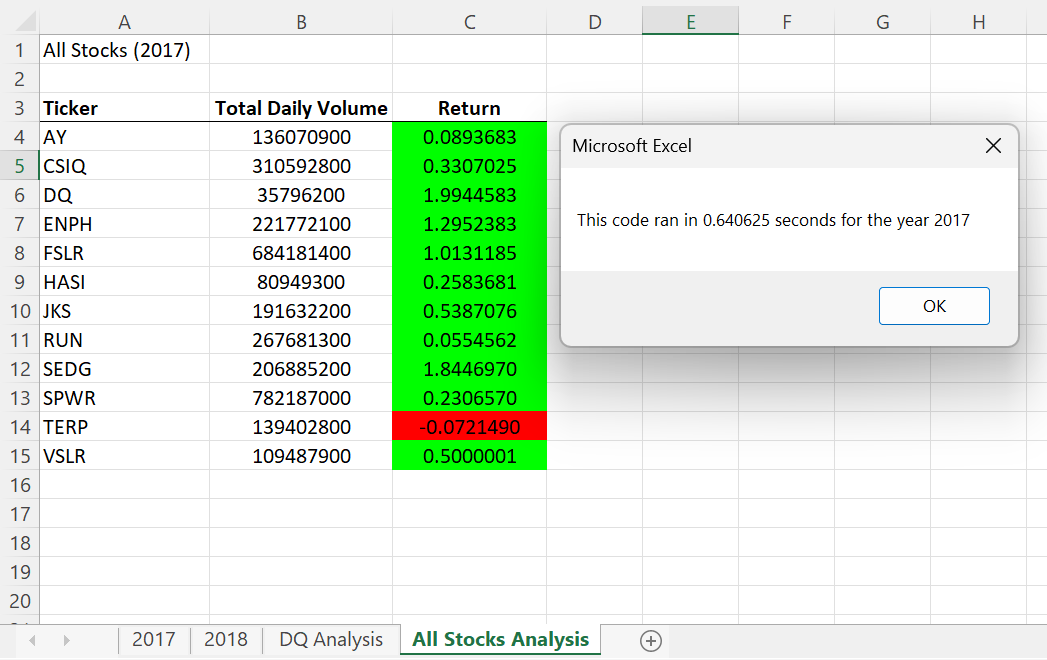 A B C D E F G H
1 All Stocks (2017)
2
3 Ticker Total Daily Volume Return
4 AY 136070900 0.0893683
Microsoft Excel
5 CSIQ 310592800 0.3307025
6 DQ 35796200 1.9944583
7 ENPH 221772100 1.2952383
This code ran in 0.640625 seconds for the year 2017
8 FSLR 684181400 1.0131185
9 HASI 80949300 0.2583681
10 JKS 191632200 0.5387076
OK
11 RUN 267681300 0.0554562
12 SEDG 206885200 1.8446970
13 SPWR 782187000 0.2306570
14 TERP 139402800 -0.0721490
15 VSLR 109487900 0.5000001
16
17
18
19
20
2017 2018 DQ Analysis All Stocks Analysis